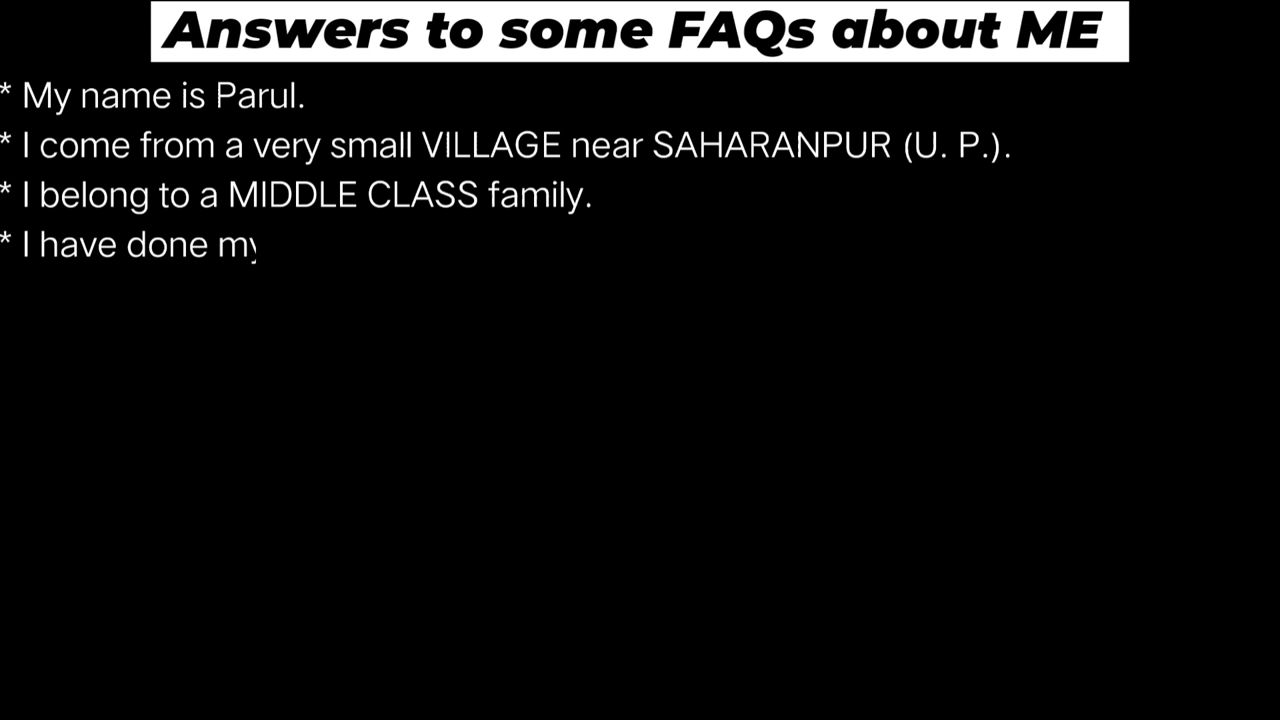 Answers to some FAQs about ME
* My name is Parul.
* I come from a very small VILLAGE near SAHARANPUR (U. P.).
* I belong to a MIDDLE CLASS family.
* I have done my